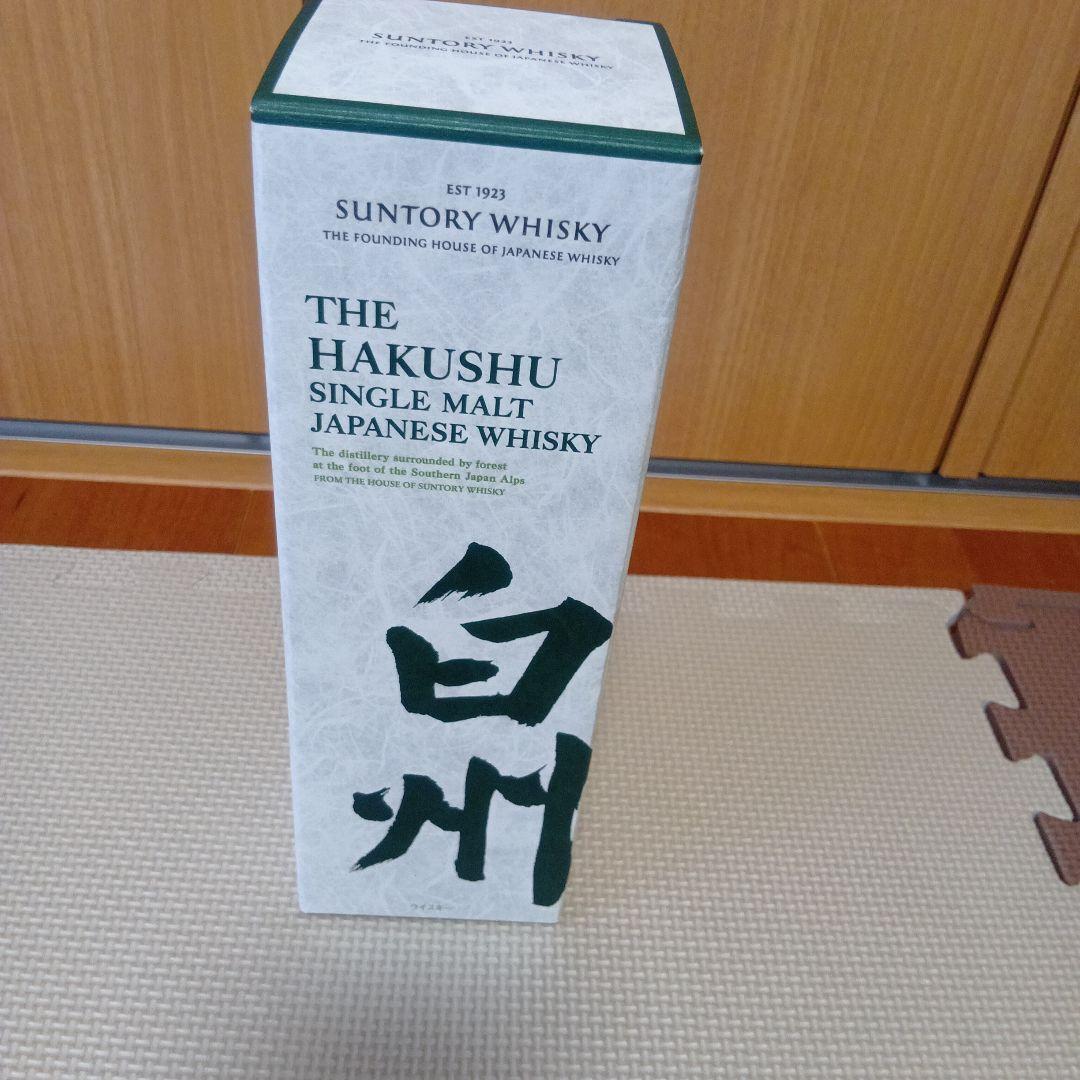 EST 1923
SUNTORY WHISKY
THE FOUNDING HOUSE OF JAPANESE WHISKY
EST 1923
SUNTORY WHISKY
THE FOUNDING HOUSE OF JAPANESE WHISKY
THE
HAKUSHU
SINGLE MALT
JAPANESE WHISKY
The distillery surrounded by forest
at the foot of the Southern Japan Alps
FROM THE HOUSE OF SUNTORY WHISKY
白
州
ウイスキー